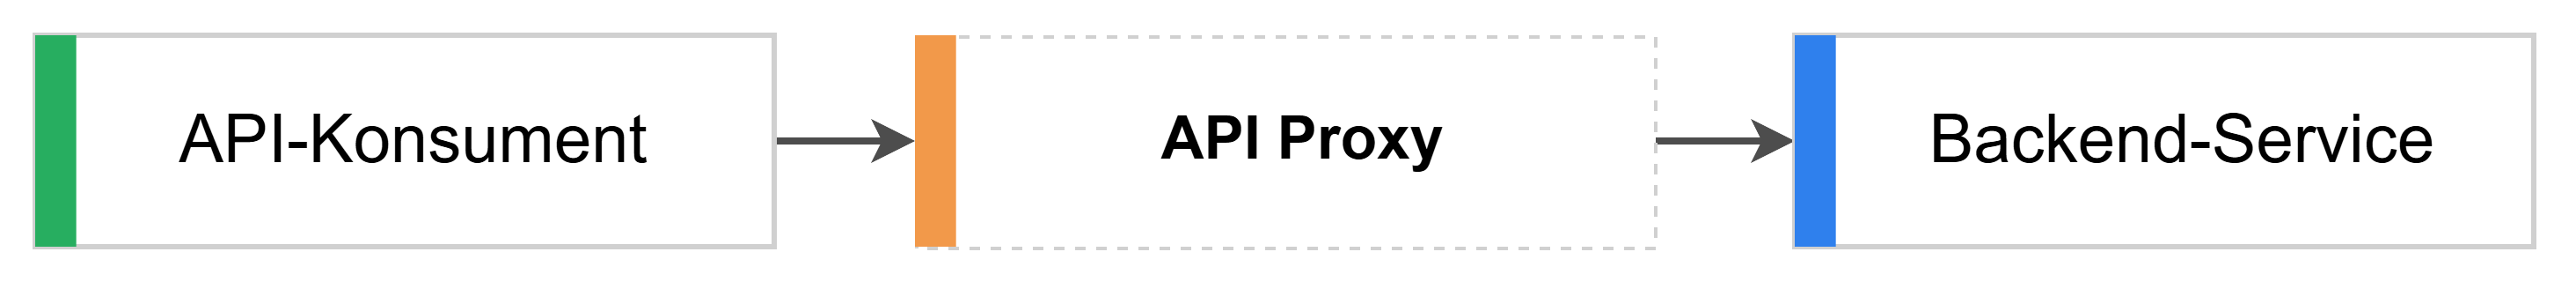 API-Konsument
API Proxy
Backend-Service